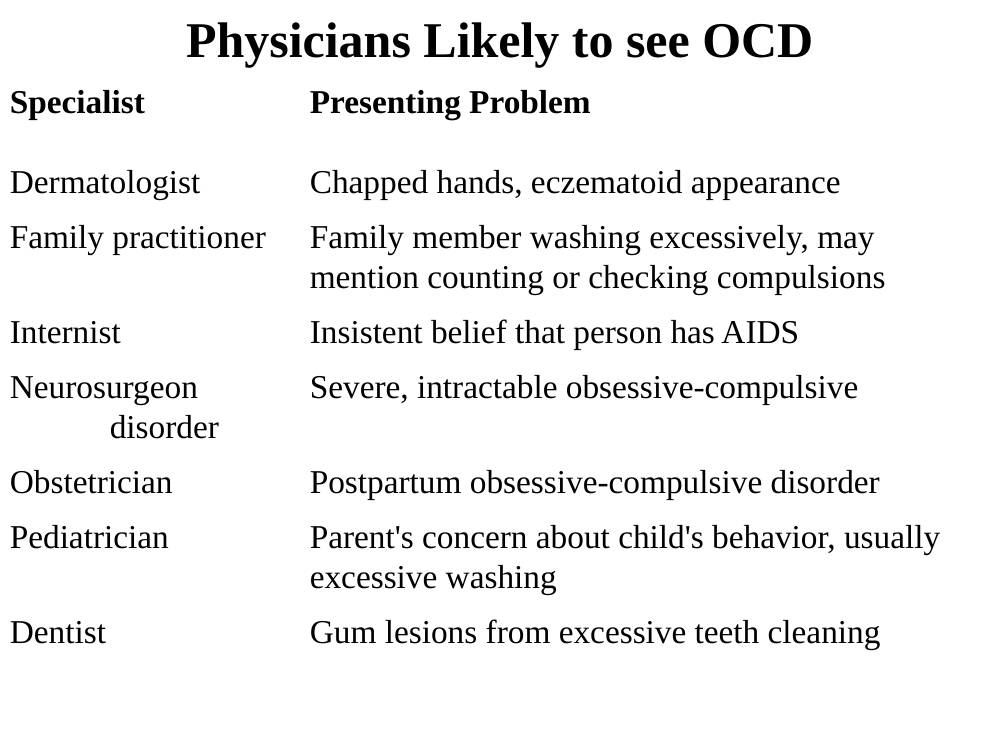 Physicians Likely to see OCD
Specialist Presenting Problem
Dermatologist Chapped hands, eczematoid appearance
Family practitioner Family member washing excessively, may
mention counting or checking compulsions
Internist Insistent belief that person has AIDS
Neurosurgeon Severe, intractable obsessive-compulsive
disorder
Obstetrician Postpartum obsessive-compulsive disorder
Pediatrician Parent's concern about child's behavior, usually
excessive washing
Dentist Gum lesions from excessive teeth cleaning